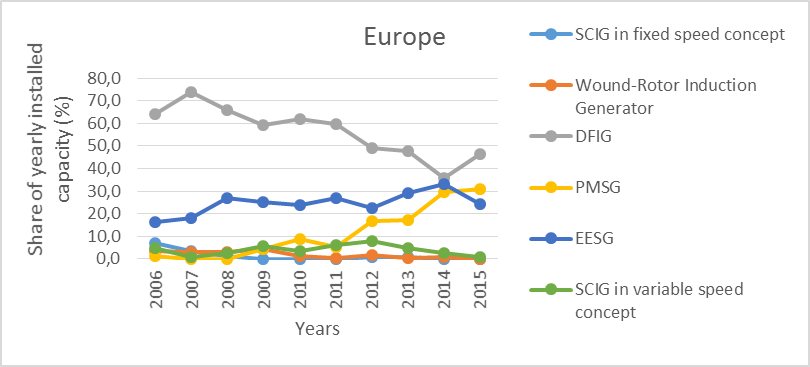 Europe
Share of yearly installed
capacity (%)
80,0
70,0
60,0
50,0
40,0
30,0
20,0
10,0
0,0
2006
2007
2008
2009
2010
2011
2012
2013
2014
2015
Years
SCIG in fixed speed concept
Wound-Rotor Induction
Generator
DFIG
PMSG
EESG
SCIG in variable speed
concept